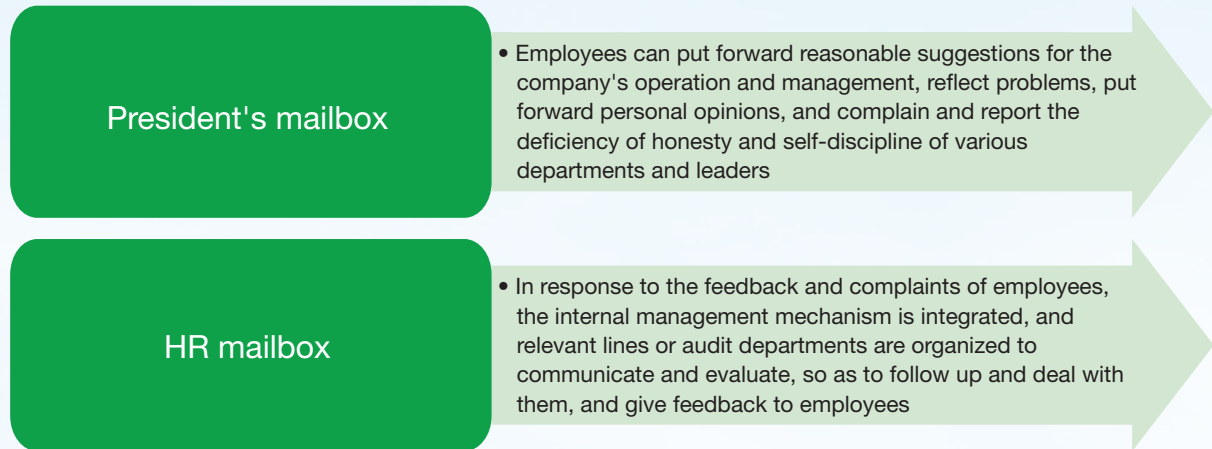 President's mailbox
• Employees can put forward reasonable suggestions for the
company's operation and management, reflect problems, put
forward personal opinions, and complain and report the
deficiency of honesty and self-discipline of various
departments and leaders
HR mailbox
• In response to the feedback and complaints of employees,
the internal management mechanism is integrated, and
relevant lines or audit departments are organized to
communicate and evaluate, so as to follow up and deal with
them, and give feedback to employees